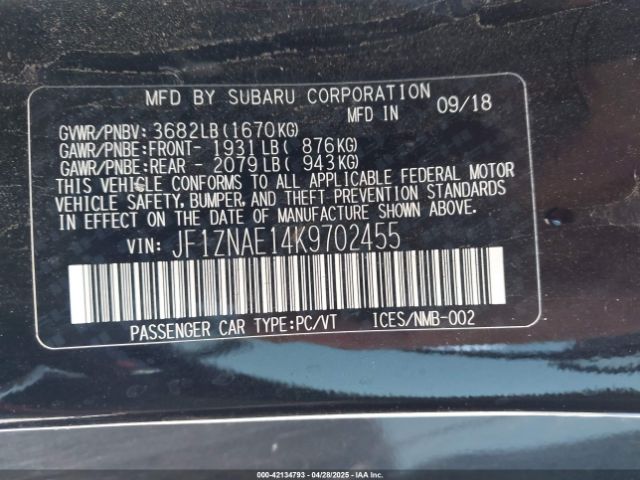 MFD BY SUBARU CORPORATION
MFD IN 09/18
GVWR/PNBV: 3682LB(1670KG)
GAWR/PNBE:FRONT- 1931LB( 876KG)
GAWR/PNBE:REAR - 2079LB( 943KG)
THIS VEHICLE CONFORMS TO ALL APPLICABLE FEDERAL MOTOR
VEHICLE SAFETY, BUMPER, AND THEFT PREVENTION STANDARDS
IN EFFECT ON THE DATE OF MANUFACTURE SHOWN ABOVE.
VIN: JF1ZNAE14K9702455
PASSENGER CAR TYPE:PC/VT ICES/NMB-002
000-42134793 - 04/28/2025 - IAA Inc.